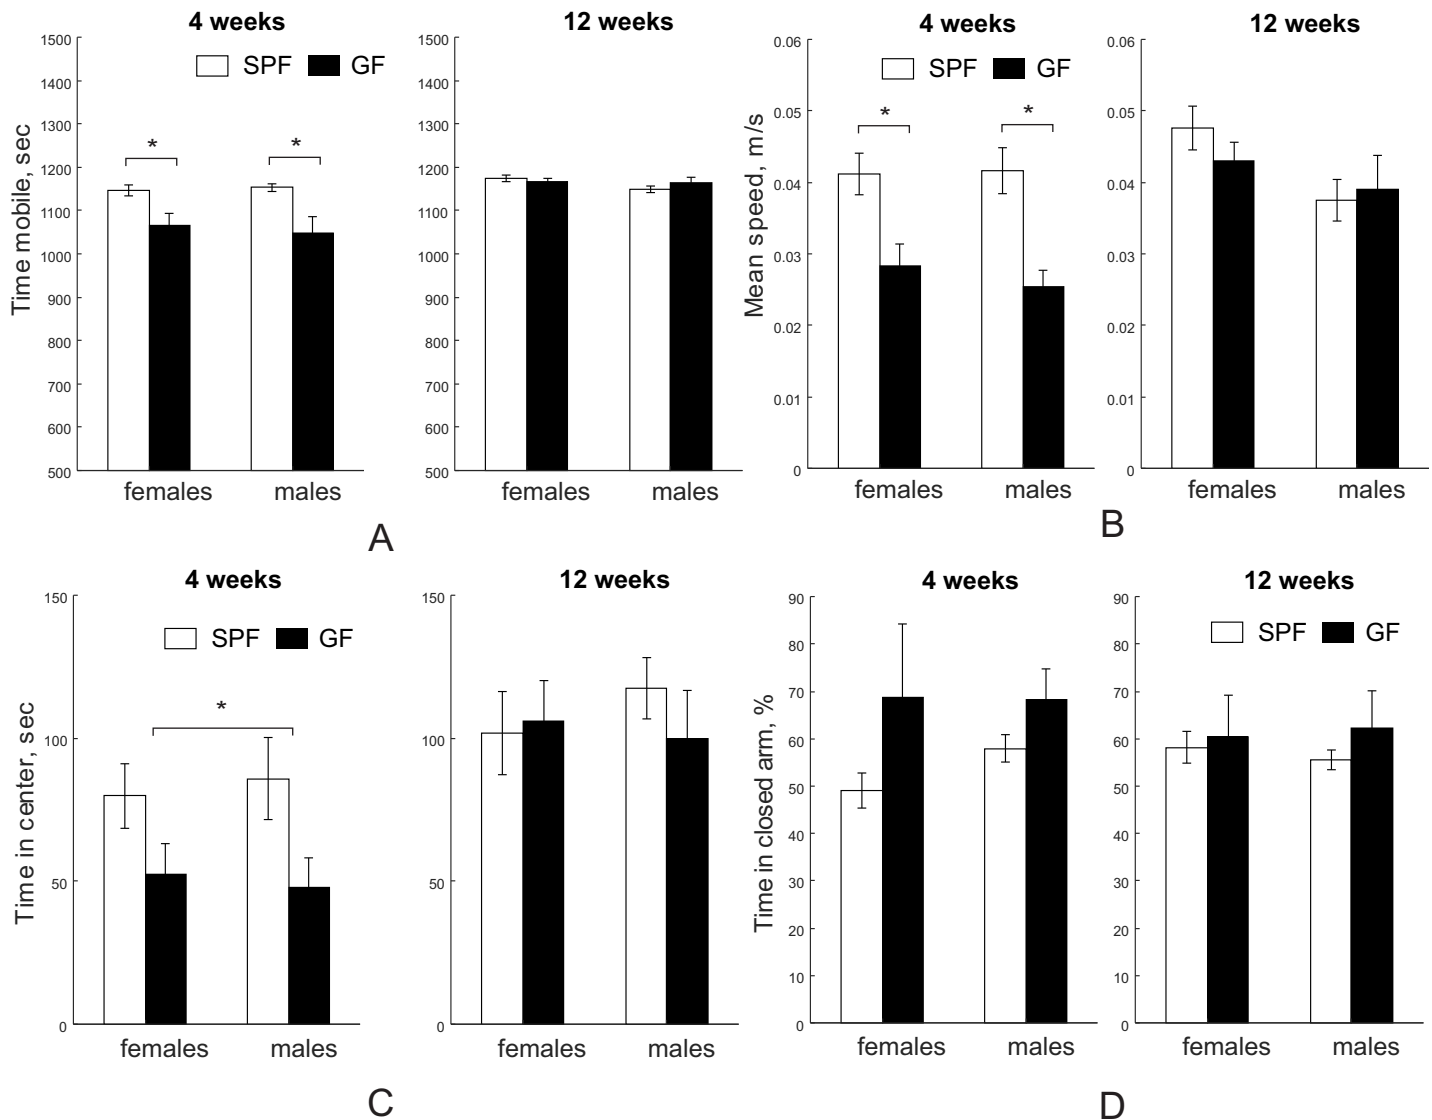 4 weeks
12 weeks
SPF GF
Time mobile, sec
1500
1400
1300
1200
1100
1000
900
800
700
600
500
* *
females males
1500
1400
1300
1200
1100
1000
900
800
700
600
500
females males
A
4 weeks
12 weeks
SPF GF
Mean speed, m/s
0.06
0.05
0.04
0.03
0.02
0.01
0
* *
females males
0.06
0.05
0.04
0.03
0.02
0.01
0
females males
B
4 weeks
12 weeks
SPF GF
Time in center, sec
150
100
50
0
*
females males
150
100
50
0
females males
C
4 weeks
12 weeks
Time in closed arm, %
90
80
70
60
50
40
30
20
10
0
females males
SPF GF
90
80
70
60
50
40
30
20
10
0
females males
D